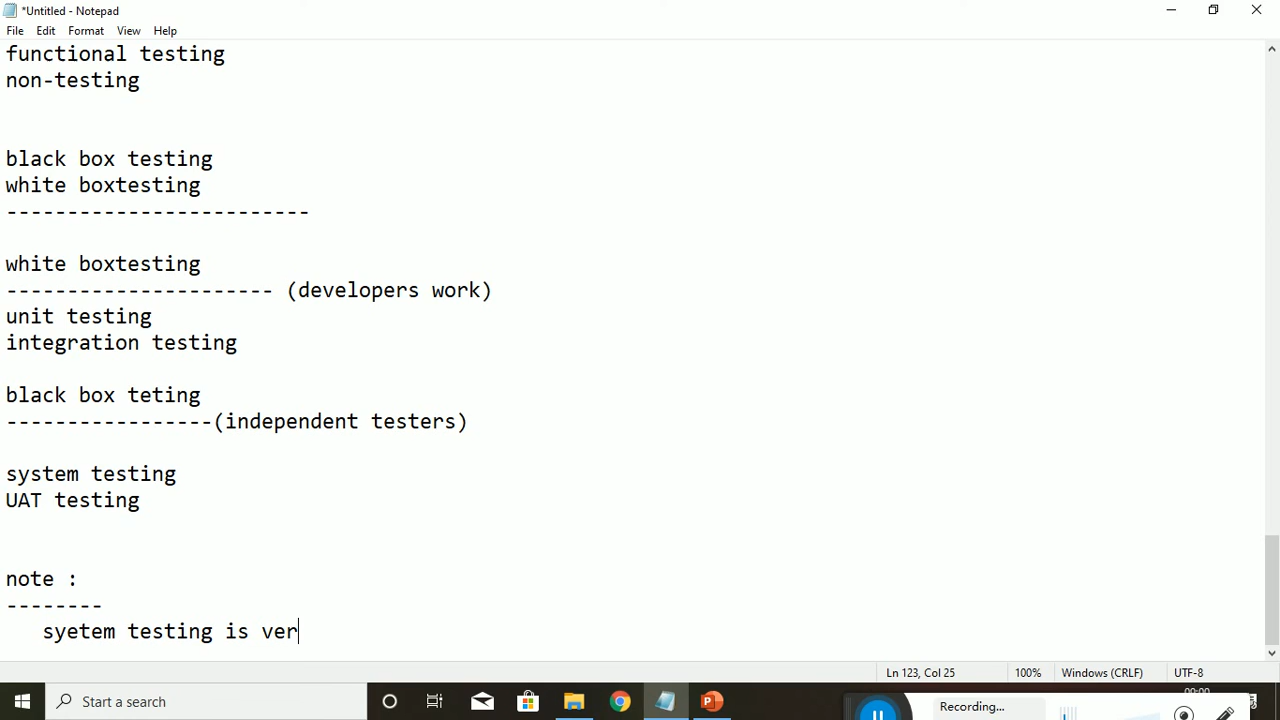 *Untitled - Notepad
File Edit Format View Help
functional testing
non-testing
black box testing
white boxtesting
-------------------------
white boxtesting
---------------------- (developers work)
unit testing
integration testing
black box teting
-----------------(independent testers)
system testing
UAT testing
note :
--------
syetem testing is ver
Ln 123, Col 25 100% Windows (CRLF) UTF-8
Start a search
Recording...